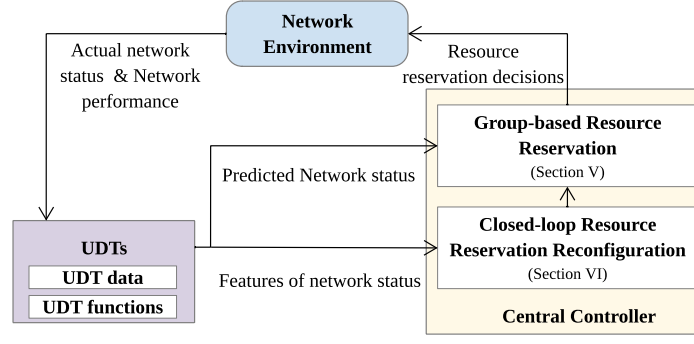 Network
Environment
Actual network
status & Network
performance
Resource
reservation decisions
Group-based Resource
Reservation
(Section V)
Predicted Network status
Closed-loop Resource
Reservation Reconfiguration
(Section VI)
UDTs
UDT data
UDT functions
Features of network status
Central Controller